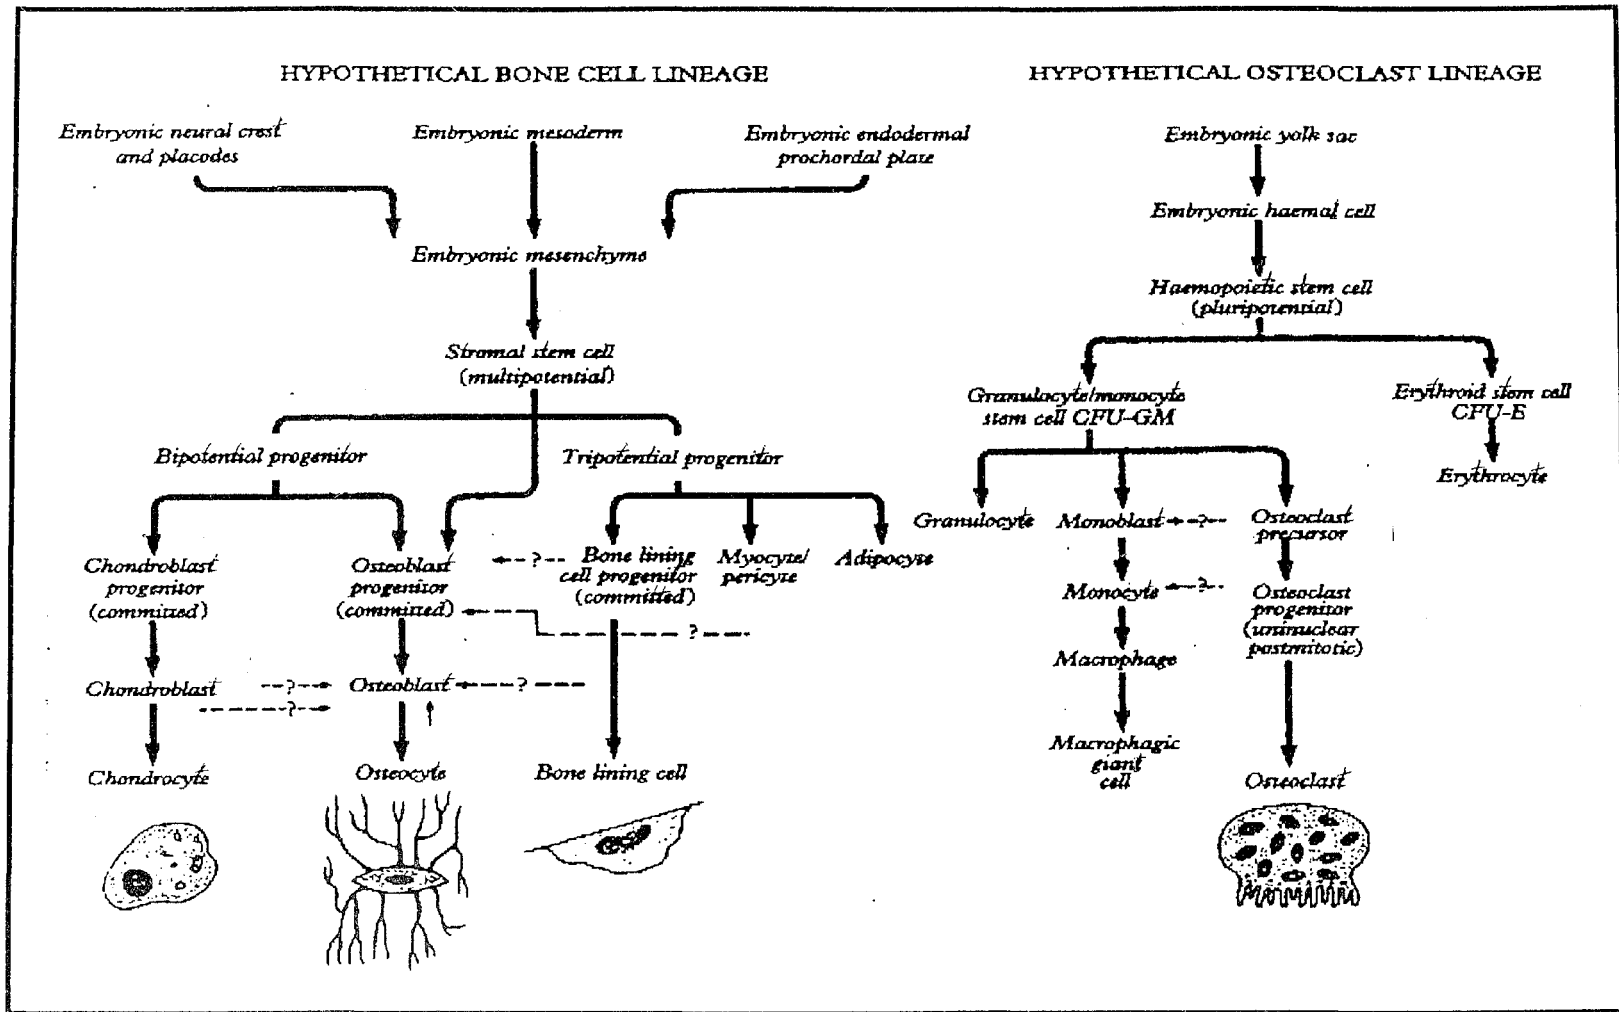 HYPOTHETICAL BONE CELL LINEAGE
Embryonic neural crest
and placodes
Embryonic mesoderm
Embryonic endodermal
prochordal plate
Embryonic mesenchyme
Stromal stem cell
(multipotential)
Bipotential progenitor
Tripotential progenitor
Chondroblast
progenitor
(committed)
Osteoblast
progenitor
(committed)
?
Bone lining
cell progenitor
(committed)
Myocyte/
pericyte
Adipocyte
?
Chondroblast
?
?
Osteoblast
?
Chondrocyte
Osteocyte
Bone lining cell
HYPOTHETICAL OSTEOCLAST LINEAGE
Embryonic yolk sac
Embryonic haemal cell
Haemopoietic stem cell
(pluripotential)
Granulocyte/monocyte
stem cell CFU-GM
Erythroid stem cell
CFU-E
Erythrocyte
Granulocyte
Monoblast
?
Osteoclast
precursor
Monocyte
?
Osteoclast
progenitor
(uninuclear
postmitotic)
Macrophage
Macrophagic
giant
cell
Osteoclast